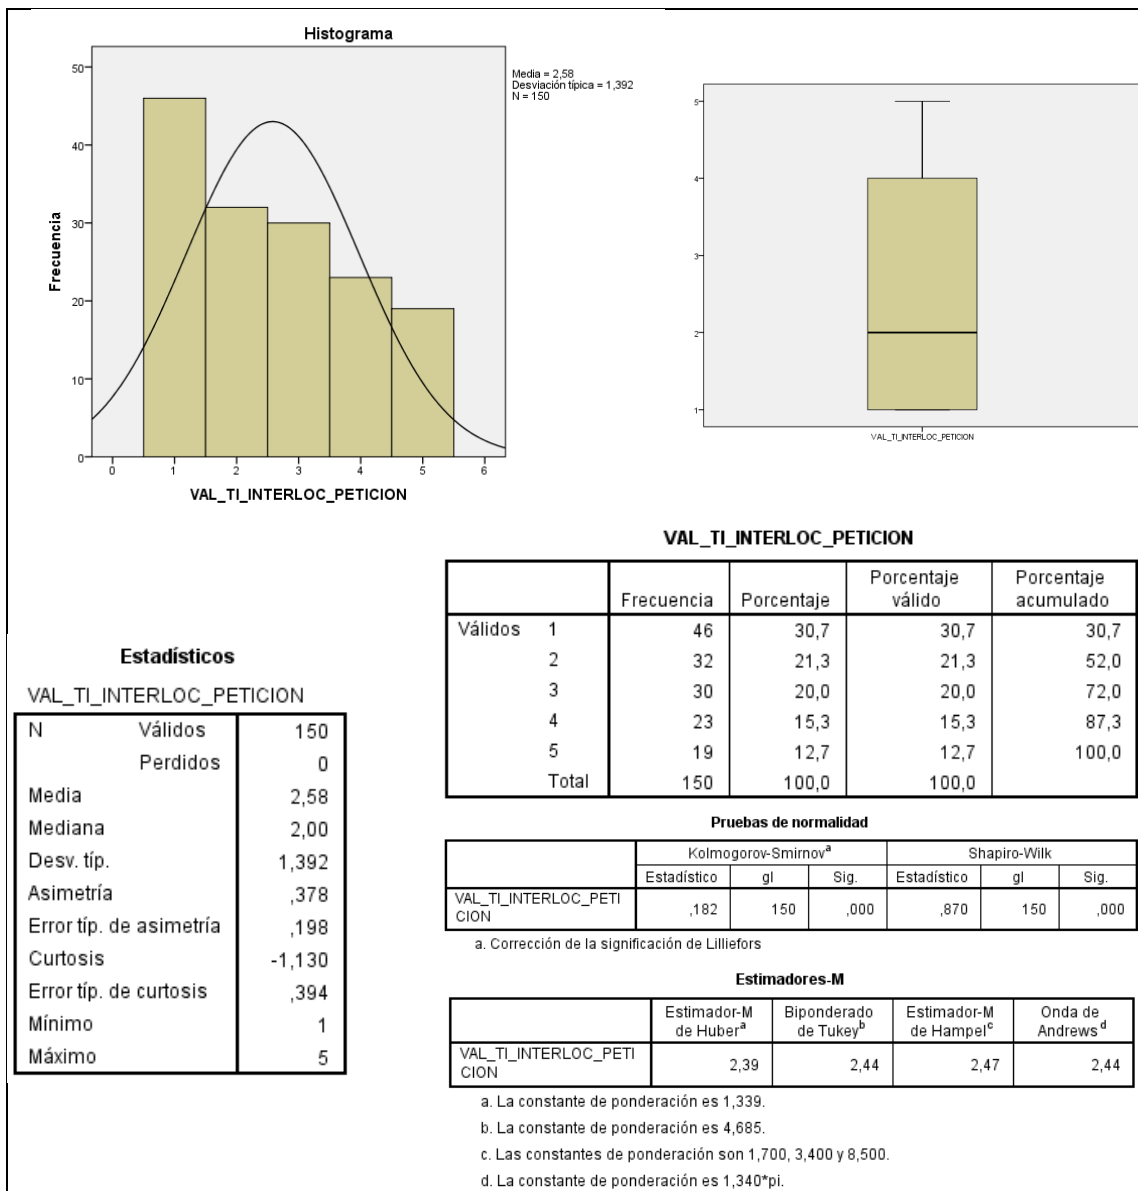 Histograma
Media = 2,58
Desviación típica = 1,392
N = 150
50
40
30
20
10
0
Frecuencia
0 1 2 3 4 5 6
VAL_TI_INTERLOC_PETICION
5
4
3
2
1
VAL_TI_INTERLOC_PETICION
VAL_TI_INTERLOC_PETICION
Frecuencia Porcentaje Porcentaje válido Porcentaje acumulado
Válidos 1 46 30,7 30,7 30,7
2 32 21,3 21,3 52,0
3 30 20,0 20,0 72,0
4 23 15,3 15,3 87,3
5 19 12,7 12,7 100,0
Total 150 100,0 100,0
Estadísticos
VAL_TI_INTERLOC_PETICION
N Válidos 150
Perdidos 0
Media 2,58
Mediana 2,00
Desv. típ. 1,392
Asimetría ,378
Error típ. de asimetría ,198
Curtosis -1,130
Error típ. de curtosis ,394
Mínimo 1
Máximo 5
Pruebas de normalidad
Kolmogorov-Smirnov^a Shapiro-Wilk
Estadístico gl Sig. Estadístico gl Sig.
VAL_TI_INTERLOC_PETI
CION ,182 150 ,000 ,870 150 ,000
a. Corrección de la significación de Lilliefors
Estimadores-M
Estimador-M de Huber^a Biponderado de Tukey^b Estimador-M de Hampel^c Onda de Andrews^d
VAL_TI_INTERLOC_PETI
CION 2,39 2,44 2,47 2,44
a. La constante de ponderación es 1,339.
b. La constante de ponderación es 4,685.
c. Las constantes de ponderación son 1,700, 3,400 y 8,500.
d. La constante de ponderación es 1,340*pi.